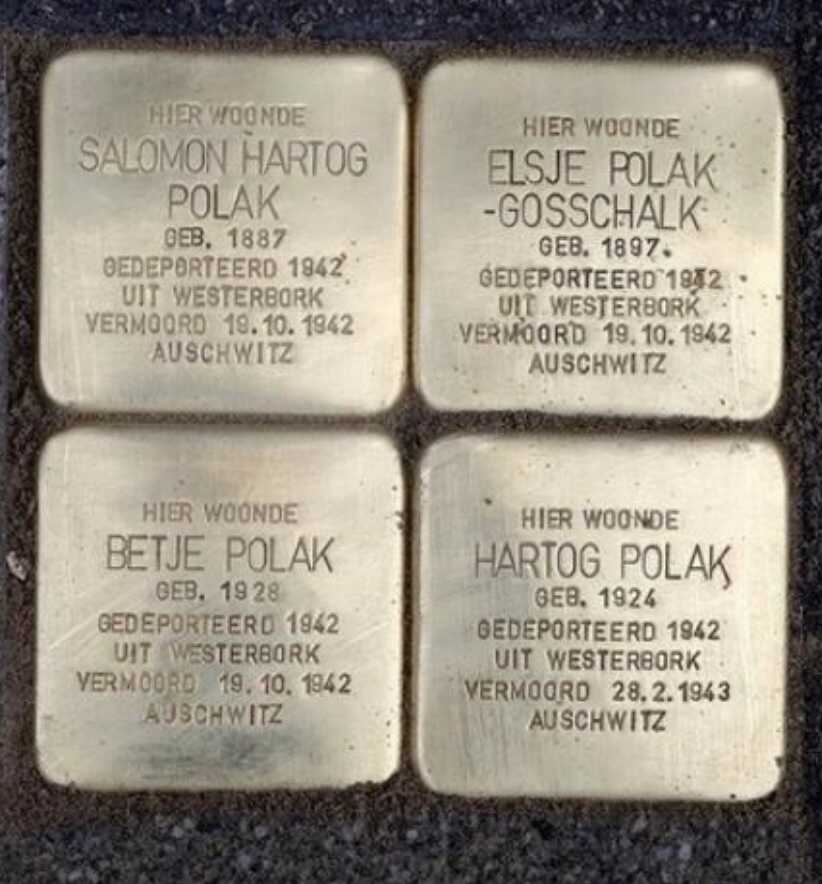 HIER WOONDE
SALOMON HARTOG
POLAK
GEB. 1887
GEDEPORTEERD 1942
UIT WESTERBORK
VERMOORD 19.10.1942
AUSCHWITZ
HIER WOONDE
ELSJE POLAK
-GOSSCHALK
GEB. 1897
GEDEPORTEERD 1942
UIT WESTERBORK
VERMOORD 19.10.1942
AUSCHWITZ
HIER WOONDE
BETJE POLAK
GEB. 1928
GEDEPORTEERD 1942
UIT WESTERBORK
VERMOORD 19.10.1942
AUSCHWITZ
HIER WOONDE
HARTOG POLAK
GEB. 1924
GEDEPORTEERD 1942
UIT WESTERBORK
VERMOORD 28.2.1943
AUSCHWITZ